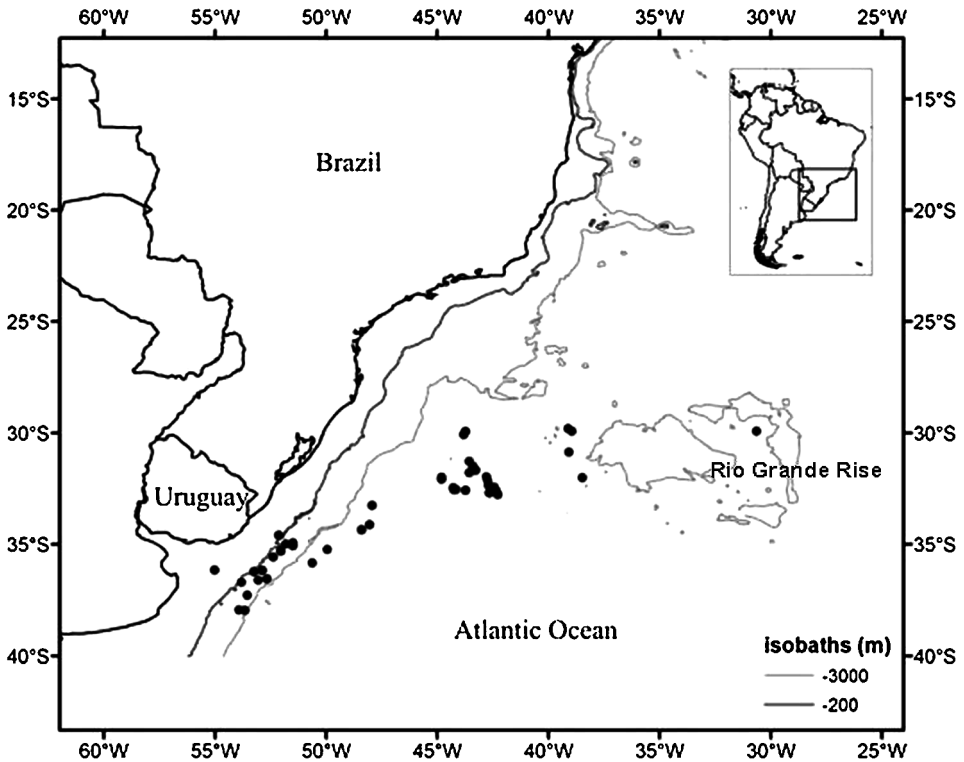 60°W 55°W 50°W 45°W 40°W 35°W 30°W 25°W
15°S 15°S
Brazil
20°S 20°S
25°S 25°S
30°S 30°S
Rio Grande Rise
Uruguay
35°S 35°S
Atlantic Ocean
isobaths (m)
40°S 40°S
-3000
-200
60°W 55°W 50°W 45°W 40°W 35°W 30°W 25°W